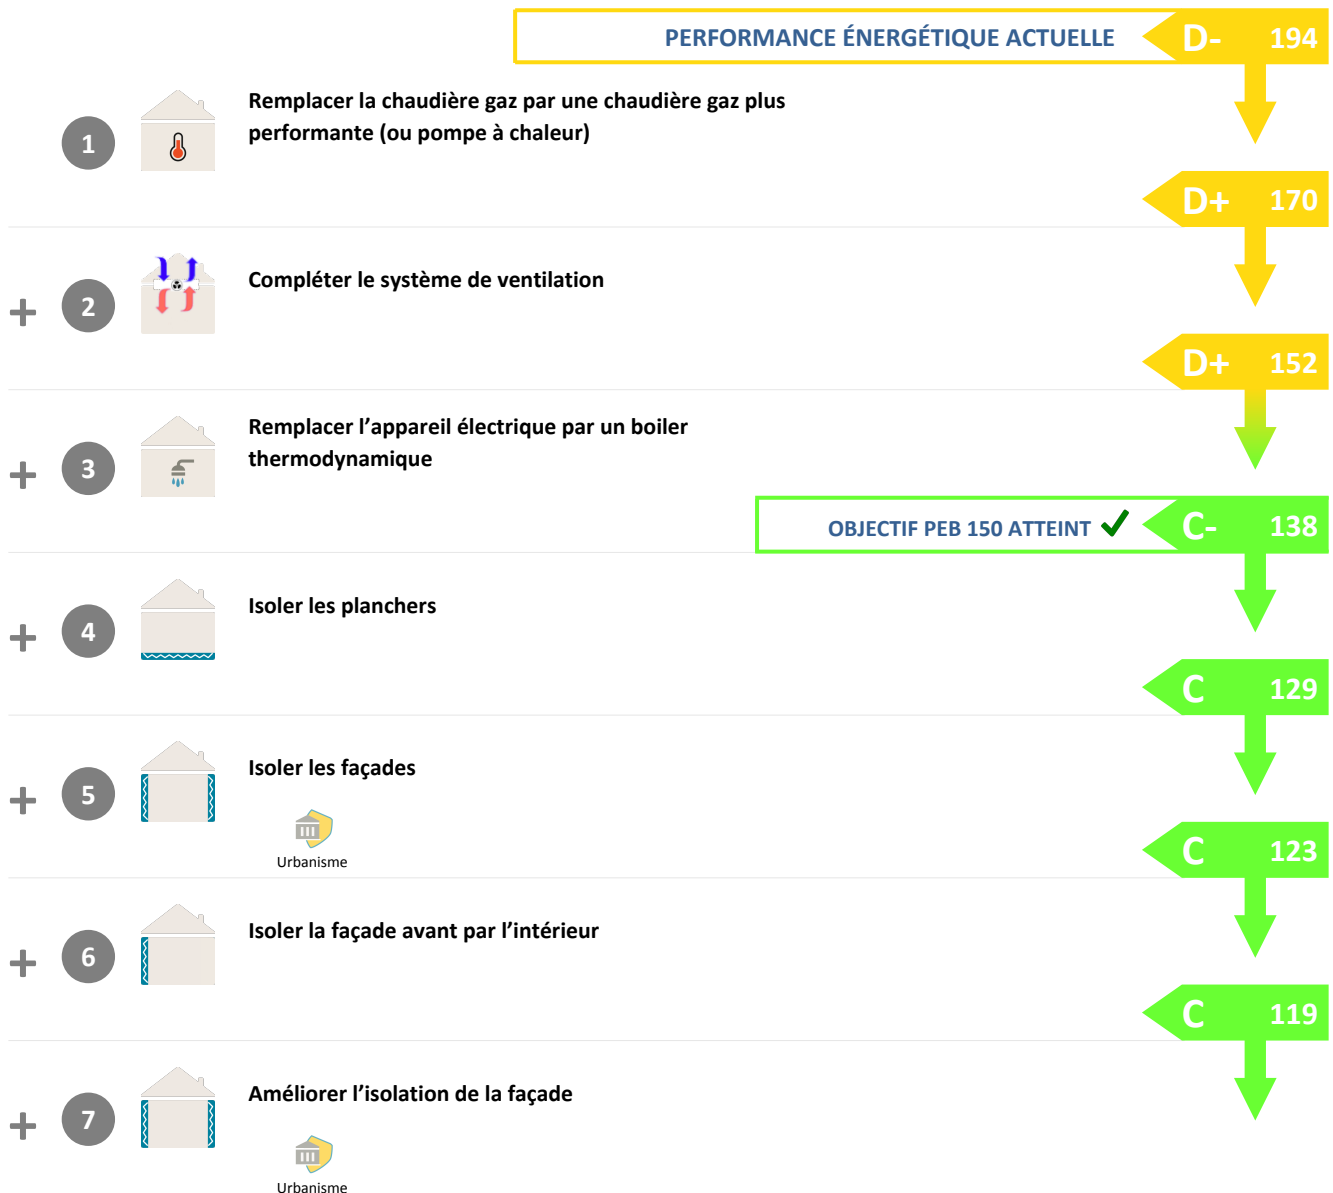 PERFORMANCE ÉNERGÉTIQUE ACTUELLE
D- 194
1
Remplacer la chaudière gaz par une chaudière gaz plus
performante (ou pompe à chaleur)
D+ 170
+ 2
Compléter le système de ventilation
D+ 152
+ 3
Remplacer l’appareil électrique par un boiler
thermodynamique
OBJECTIF PEB 150 ATTEINT ✓
C- 138
+ 4
Isoler les planchers
C 129
+ 5
Isoler les façades
Urbanisme
C 123
+ 6
Isoler la façade avant par l’intérieur
C 119
+ 7
Améliorer l’isolation de la façade
Urbanisme